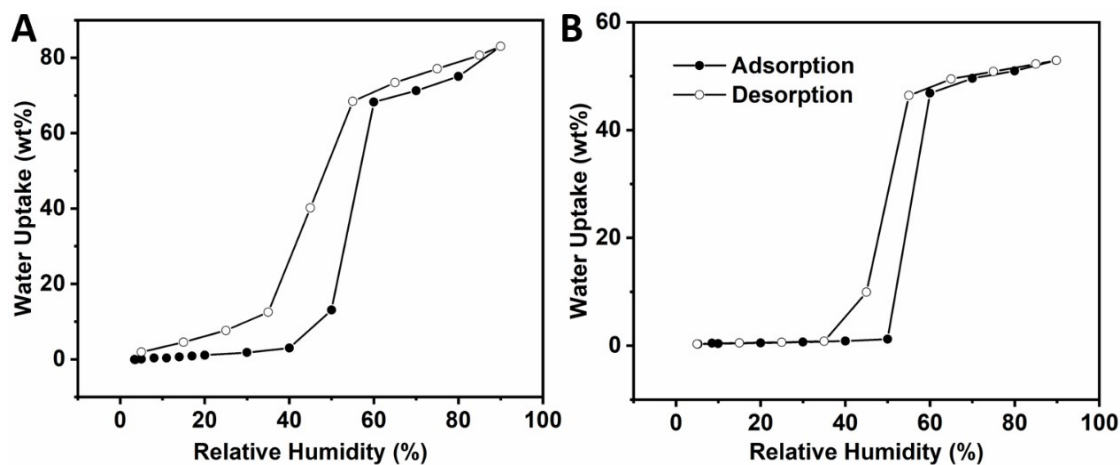 A
Water Uptake (wt%)
80
60
40
20
0
0 20 40 60 80 100
Relative Humidity (%)
B
Adsorption
Desorption
Water Uptake (wt%)
60
40
20
0
0 20 40 60 80 100
Relative Humidity (%)